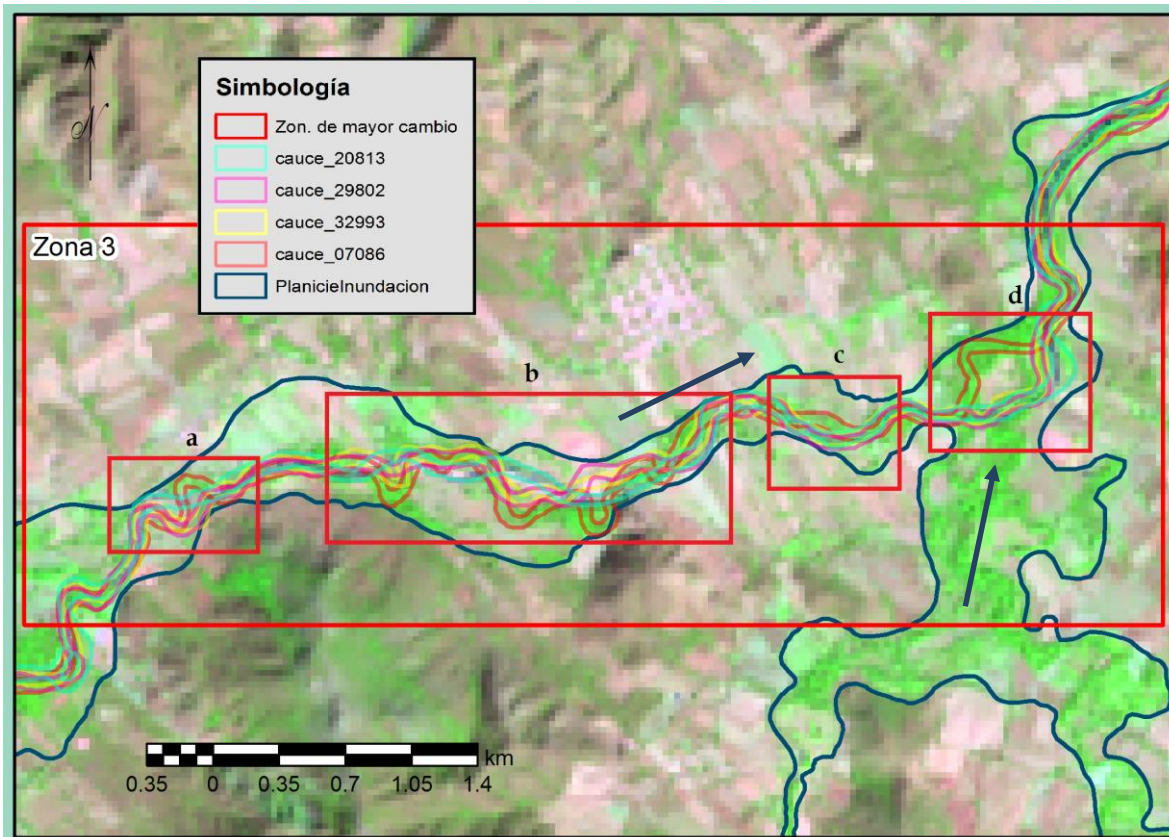 N
Simbología
Zon. de mayor cambio
cauce_20813
cauce_29802
cauce_32993
cauce_07086
PlanicieInundacion
Zona 3
a
b
c
d
km
0.35 0 0.35 0.7 1.05 1.4